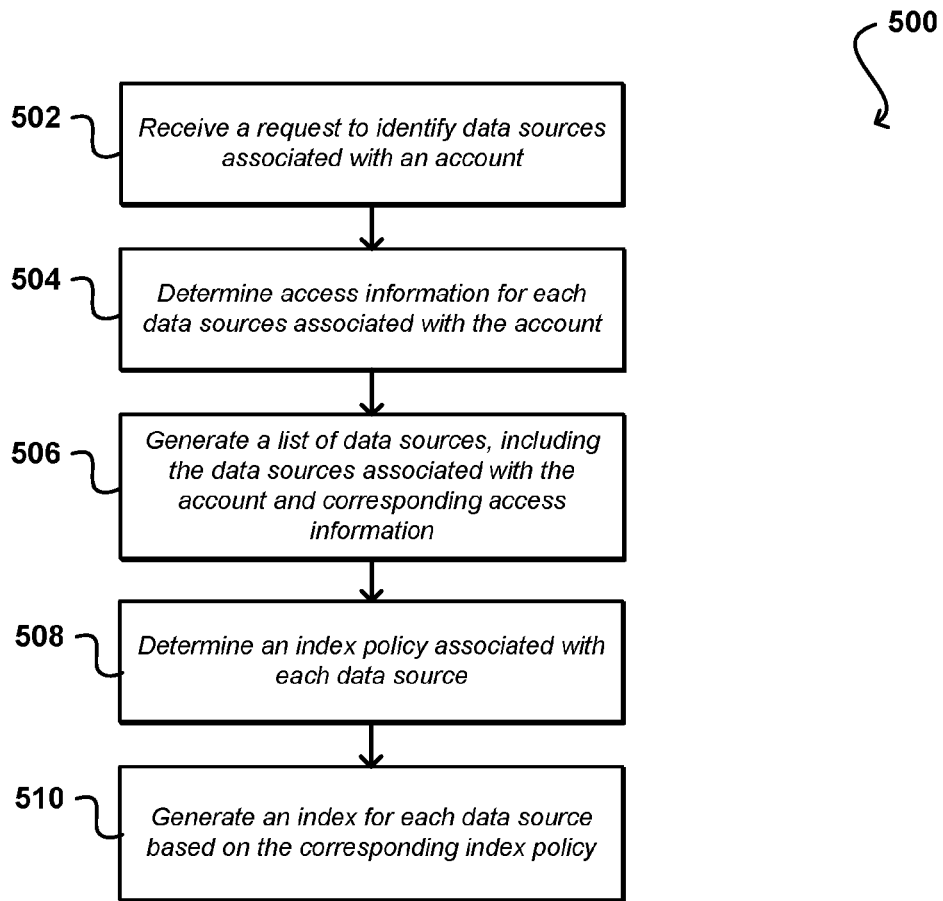 500
502
Receive a request to identify data sources
associated with an account
504
Determine access information for each
data sources associated with the account
506
Generate a list of data sources, including
the data sources associated with the
account and corresponding access
information
508
Determine an index policy associated with
each data source
510
Generate an index for each data source
based on the corresponding index policy